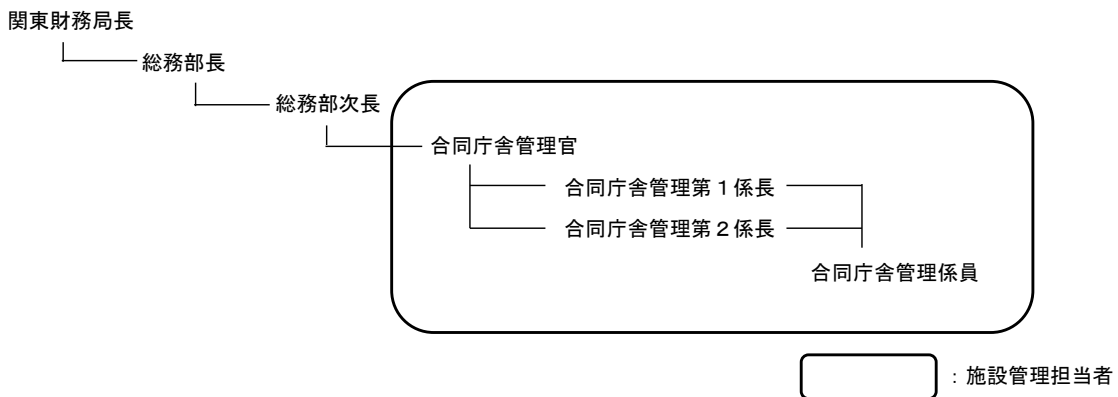 関東財務局長
総務部長
総務部次長
合同庁舎管理官
合同庁舎管理第１係長
合同庁舎管理第２係長
合同庁舎管理係員
：施設管理担当者